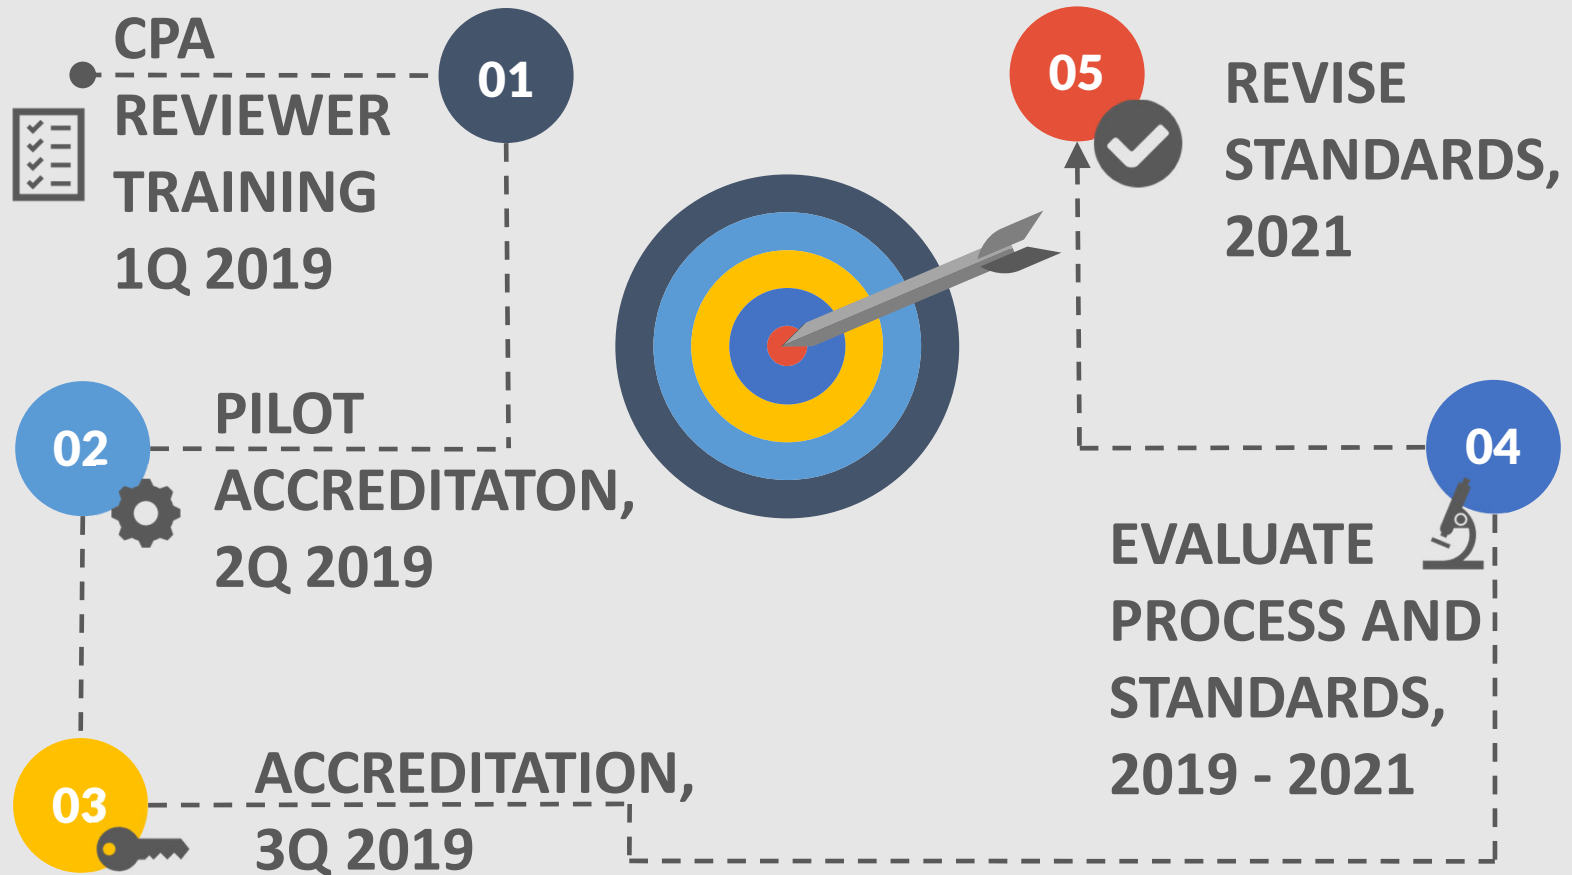 01
CPA
REVIEWER
TRAINING
1Q 2019
02
PILOT
ACCREDITATON,
2Q 2019
03
ACCREDITATION,
3Q 2019
04
EVALUATE
PROCESS AND
STANDARDS,
2019 - 2021
05
REVISE
STANDARDS,
2021